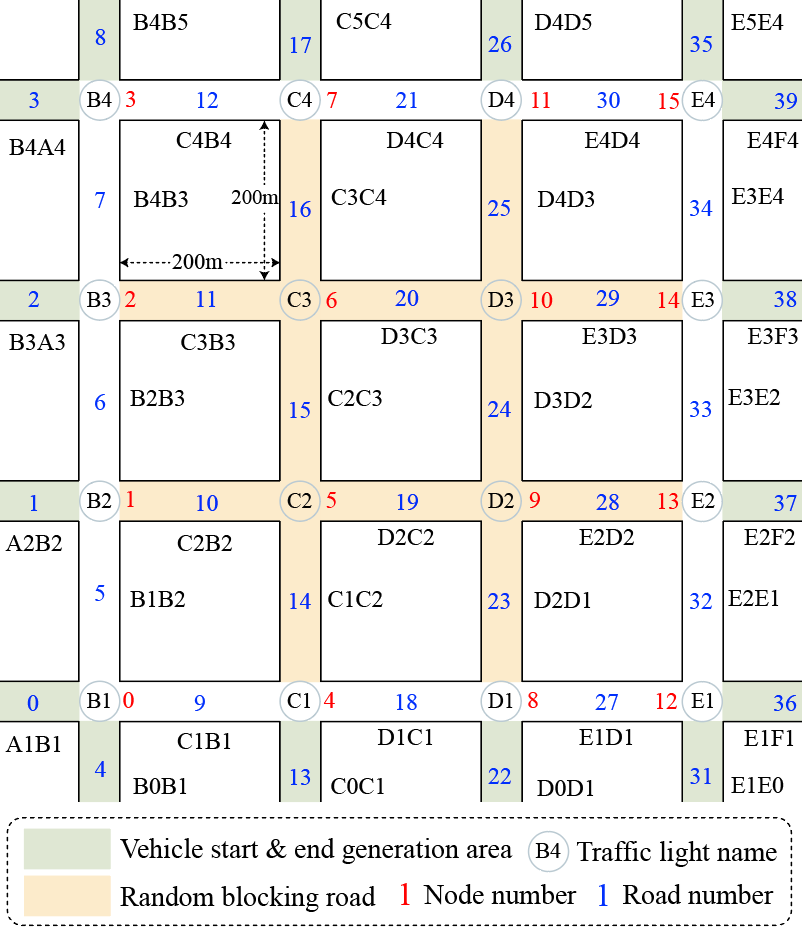 8 B4B5 17 C5C4 26 D4D5 35 E5E4
3 B4 3 12 C4 7 21 D4 11 30 15 E4 39
B4A4 C4B4 D4C4 E4D4 E4F4
7 B4B3 200m 16 C3C4 25 D4D3 34 E3E4
200m
2 B3 2 11 C3 6 20 D3 10 29 14 E3 38
B3A3 C3B3 D3C3 E3D3 E3F3
6 B2B3 15 C2C3 24 D3D2 33 E3E2
1 B2 1 10 C2 5 19 D2 9 28 13 E2 37
A2B2 C2B2 D2C2 E2D2 E2F2
5 B1B2 14 C1C2 23 D2D1 32 E2E1
0 B1 0 9 C1 4 18 D1 8 27 12 E1 36
A1B1 C1B1 D1C1 E1D1 E1F1
4 B0B1 13 C0C1 22 D0D1 31 E1E0
Vehicle start & end generation area B4 Traffic light name
Random blocking road 1 Node number 1 Road number